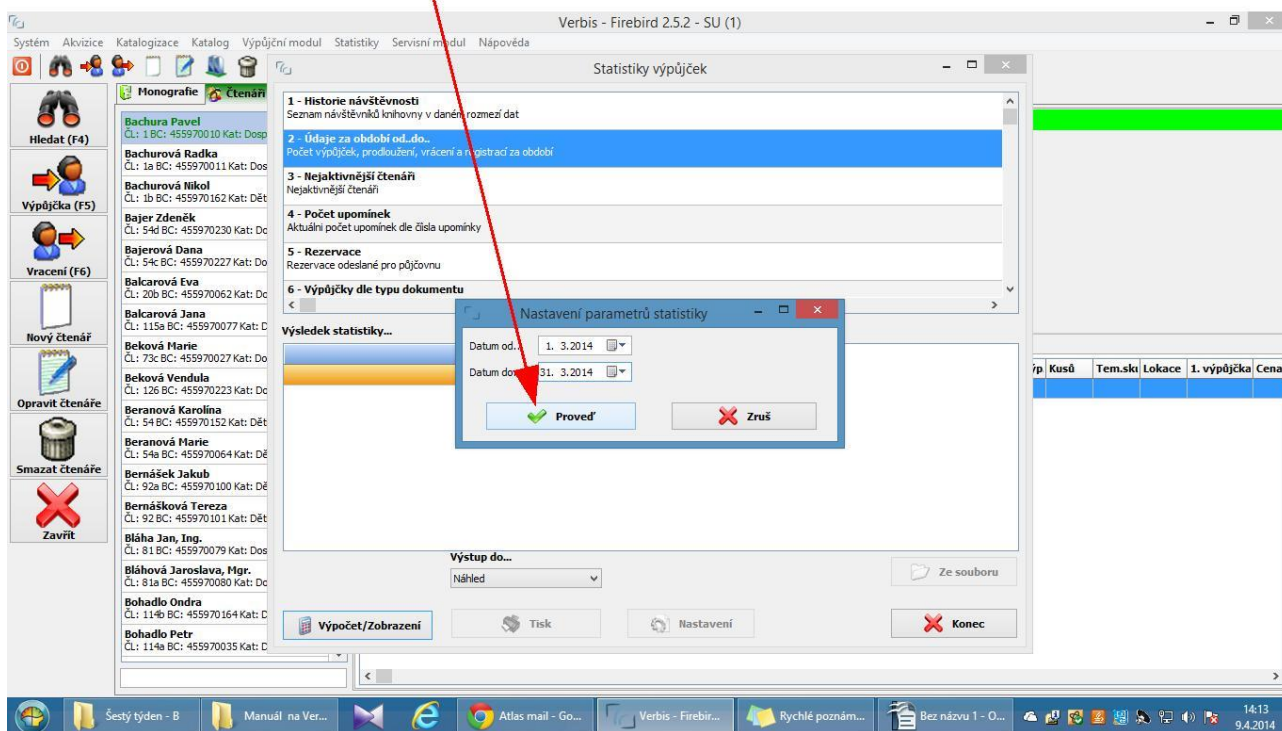 Verbis - Firebird 2.5.2 - SU (1)
Systém Akvizice Katalogizace Katalog Výpůjční modul Statistiky Servisní modul Nápověda
Statistiky výpůjček
Monografie Čtenáři
Hledat (F4)
Výpůjčka (F5)
Vracení (F6)
Nový čtenář
Opravit čtenáře
Smazat čtenáře
Zavřít
Bachura Pavel
ČL: 1 BC: 455970010 Kat: Dosp
Bachurová Radka
ČL: 1a BC: 455970011 Kat: Dos
Bachurová Nikol
ČL: 1b BC: 455970162 Kat: Dět
Bajer Zdeněk
ČL: 54d BC: 455970230 Kat: Do
Bajerová Dana
ČL: 54c BC: 455970227 Kat: Do
Balcarová Eva
ČL: 20b BC: 455970062 Kat: Do
Balcarová Jana
ČL: 115a BC: 455970077 Kat: D
Beková Marie
ČL: 73c BC: 455970027 Kat: Do
Beková Vendula
ČL: 126 BC: 455970223 Kat: Do
Beranová Karolína
ČL: 54 BC: 455970152 Kat: Dět
Beranová Marie
ČL: 54a BC: 455970064 Kat: Dě
Bernášek Jakub
ČL: 92a BC: 455970100 Kat: Dě
Bernášková Tereza
ČL: 92 BC: 455970101 Kat: Dět
Bláha Jan, Ing.
ČL: 81 BC: 455970079 Kat: Dos
Bláhová Jaroslava, Mgr.
ČL: 81a BC: 455970080 Kat: Do
Bohadlo Ondra
ČL: 114b BC: 455970164 Kat: D
Bohadlo Petr
ČL: 114a BC: 455970035 Kat: D
1 - Historie návštěvnosti
Seznam návštěvníků knihovny v daném rozmezí dat
2 - Údaje za období od..do..
Počet výpůjček, prodloužení, vrácení a registrací za období
3 - Nejaktivnější čtenáři
Nejaktivnější čtenáři
4 - Počet upomínek
Aktuálni počet upomínek dle čísla upomínky
5 - Rezervace
Rezervace odeslané pro půjčovnu
6 - Výpůjčky dle typu dokumentu
Výsledek statistiky...
Nastavení parametrů statistiky
Datum od.. 1. 3.2014
Datum do 31. 3.2014
Proveď Zruš
yp Kusů Tem.sku Lokace 1. výpůjčka Cena
Výstup do...
Náhled
Ze souboru
Výpočet/Zobrazení Tisk Nastavení Konec
Šestý týden - B Manuál na Ver... Atlas mail - Go... Verbis - Firebir... Rychlé poznám... Bez názvu 1 - O...
14:13
9.4.2014